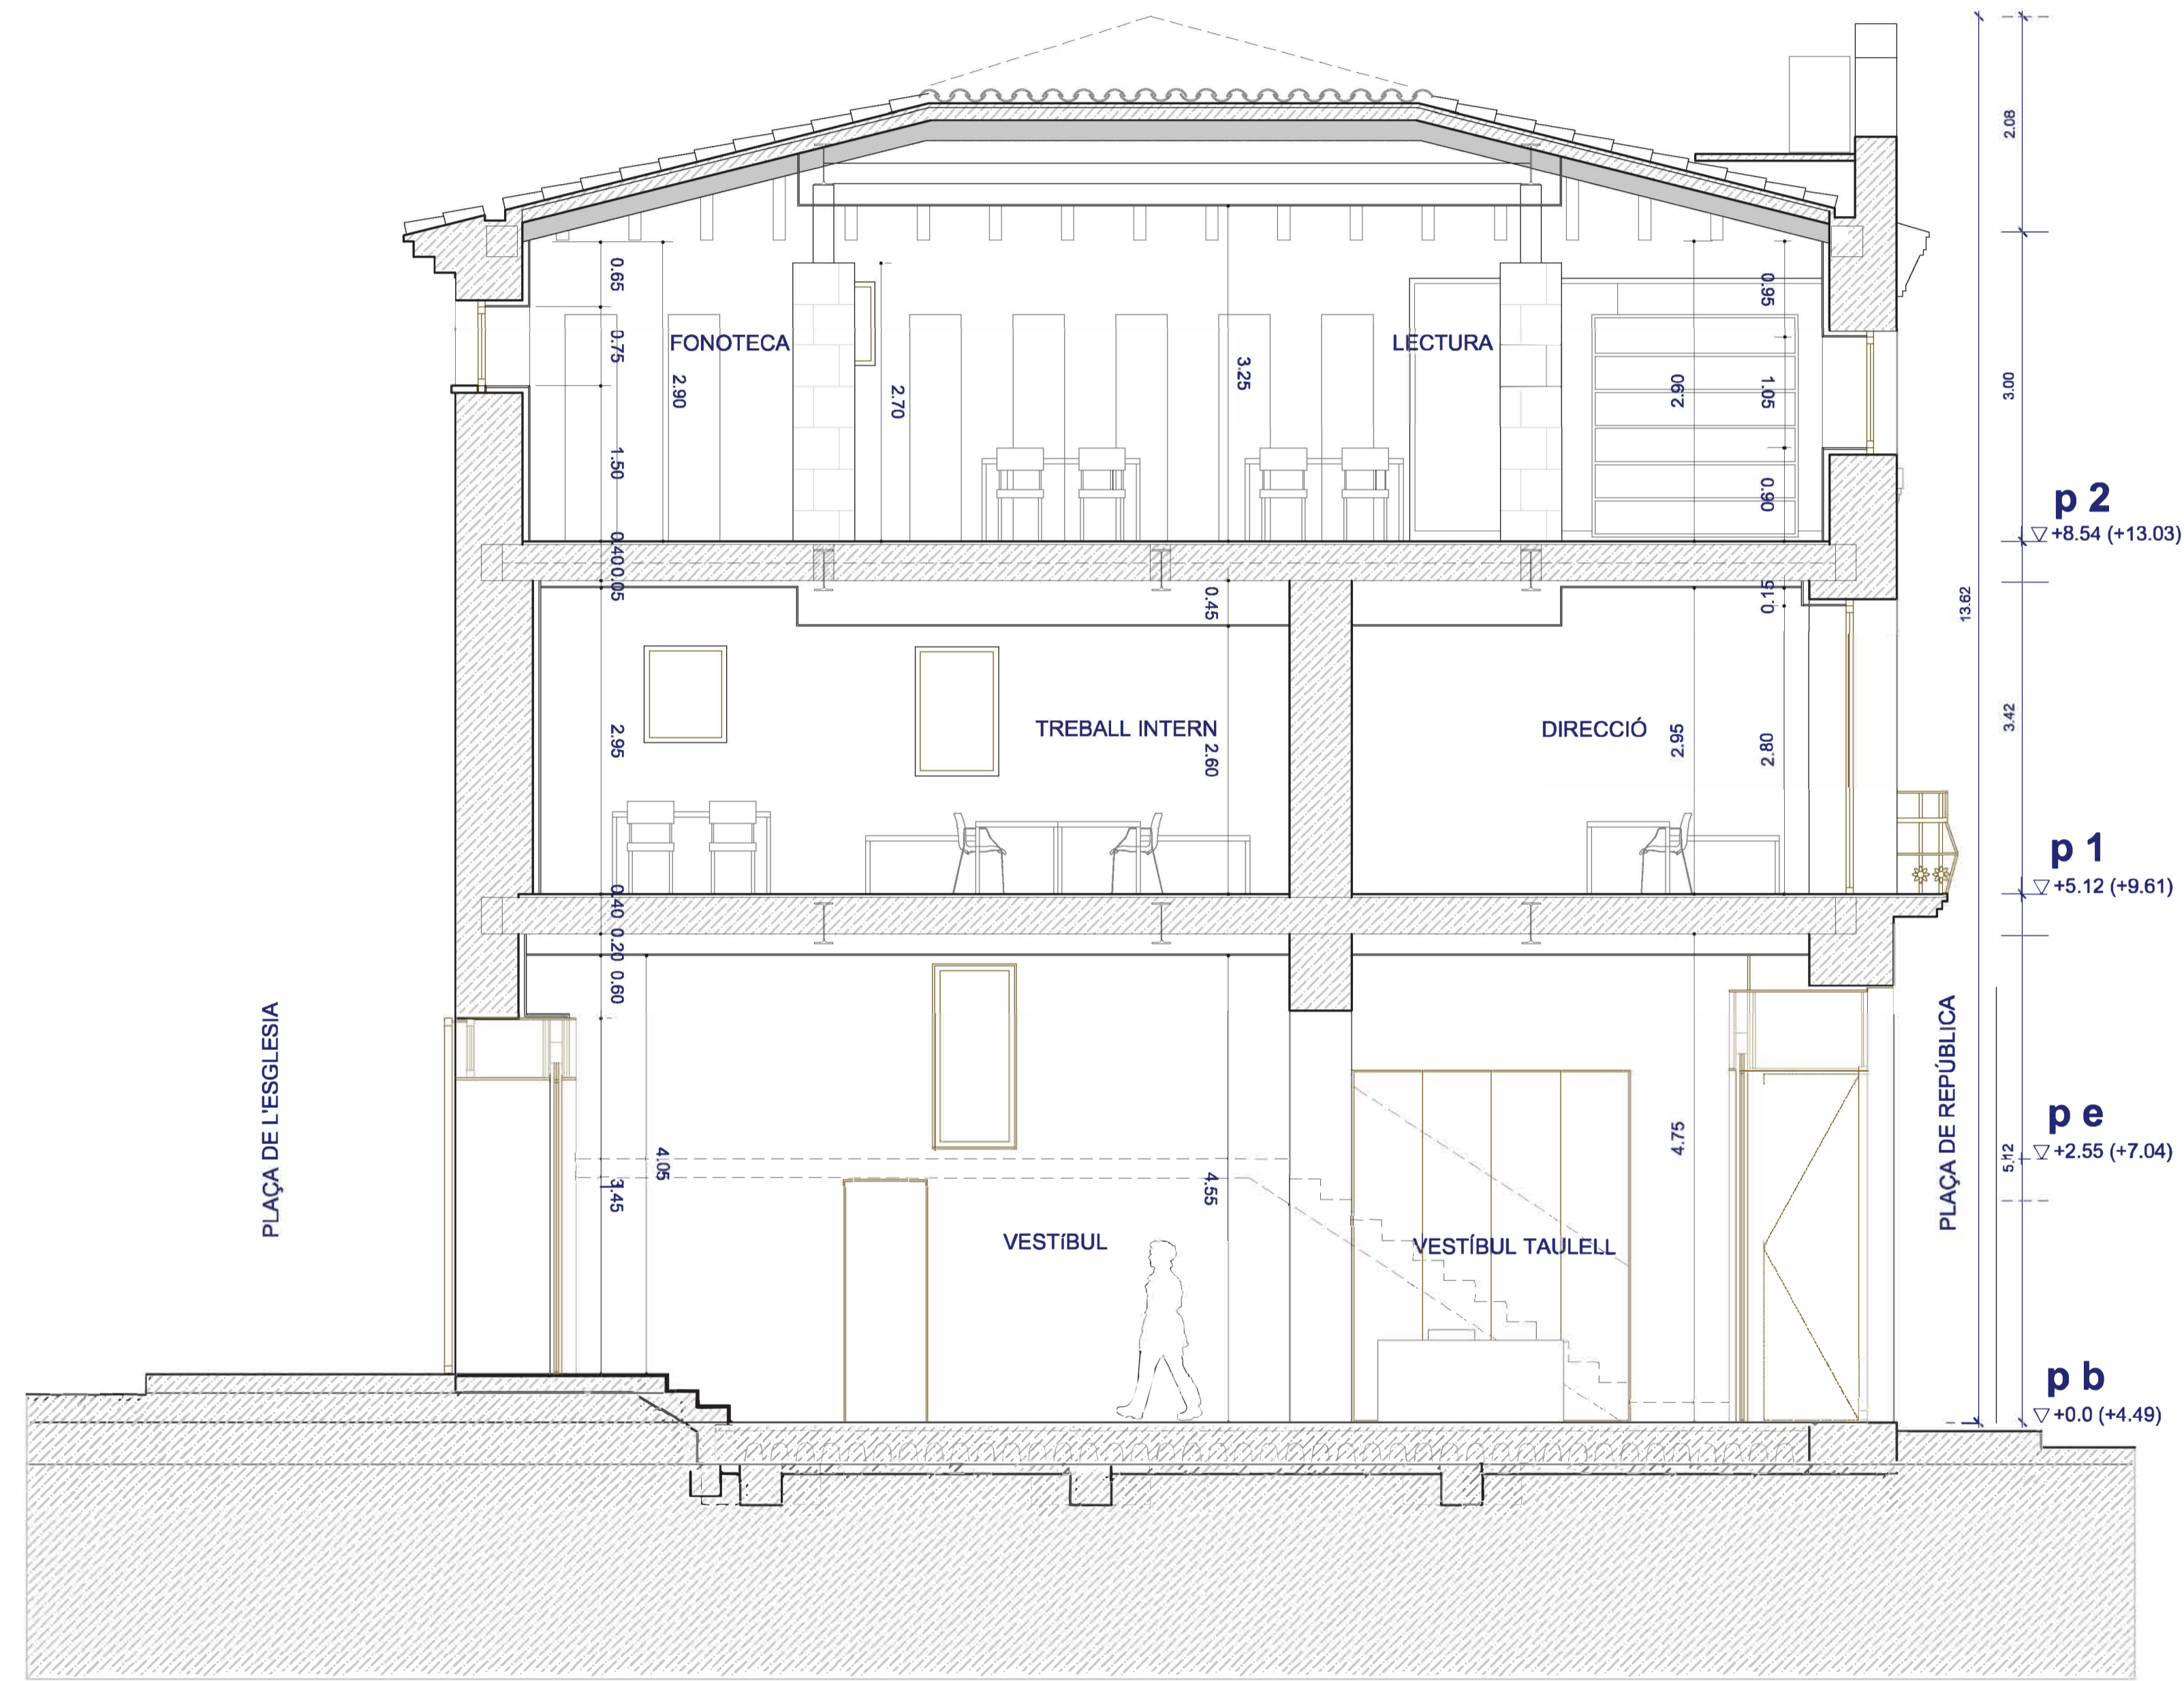 2.08
0.65
0.95
FONOTECA
LECTURA
0.75
2.90
2.70
3.25
2.90
1.05
3.00
1.50
0.90
p 2
+8.54 (+13.03)
0.40
0.05
0.45
0.15
13.62
TREBALL INTERN
DIRECCIÓ
2.95
2.60
2.95
2.80
3.42
p 1
+5.12 (+9.61)
0.40
0.20
0.60
PLAÇA DE L'ESGLESIA
PLAÇA DE REPÚBLICA
p e
+2.55 (+7.04)
4.05
3.45
4.55
4.75
5.12
VESTíBUL
VESTÍBUL TAULELL
p b
+0.0 (+4.49)